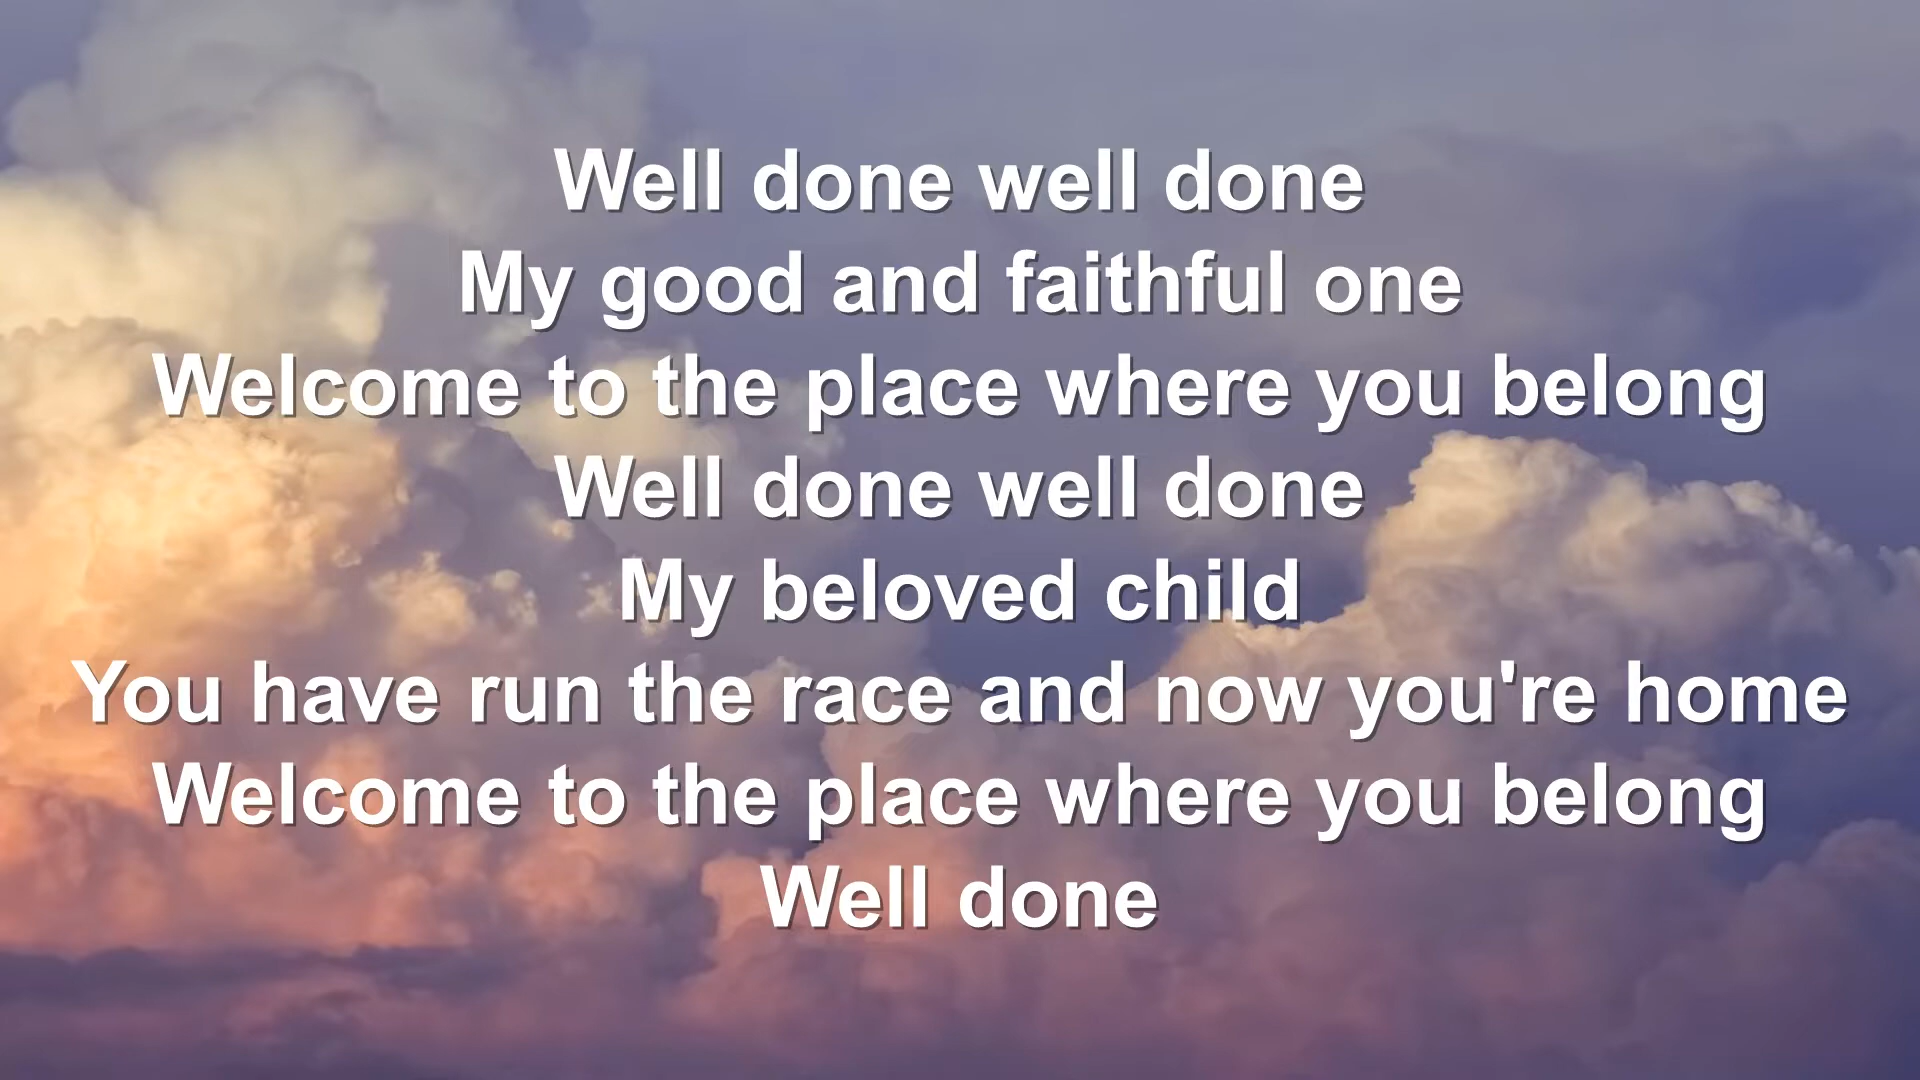 Well done well done
My good and faithful one
Welcome to the place where you belong
Well done well done
My beloved child
You have run the race and now you're home
Welcome to the place where you belong
Well done